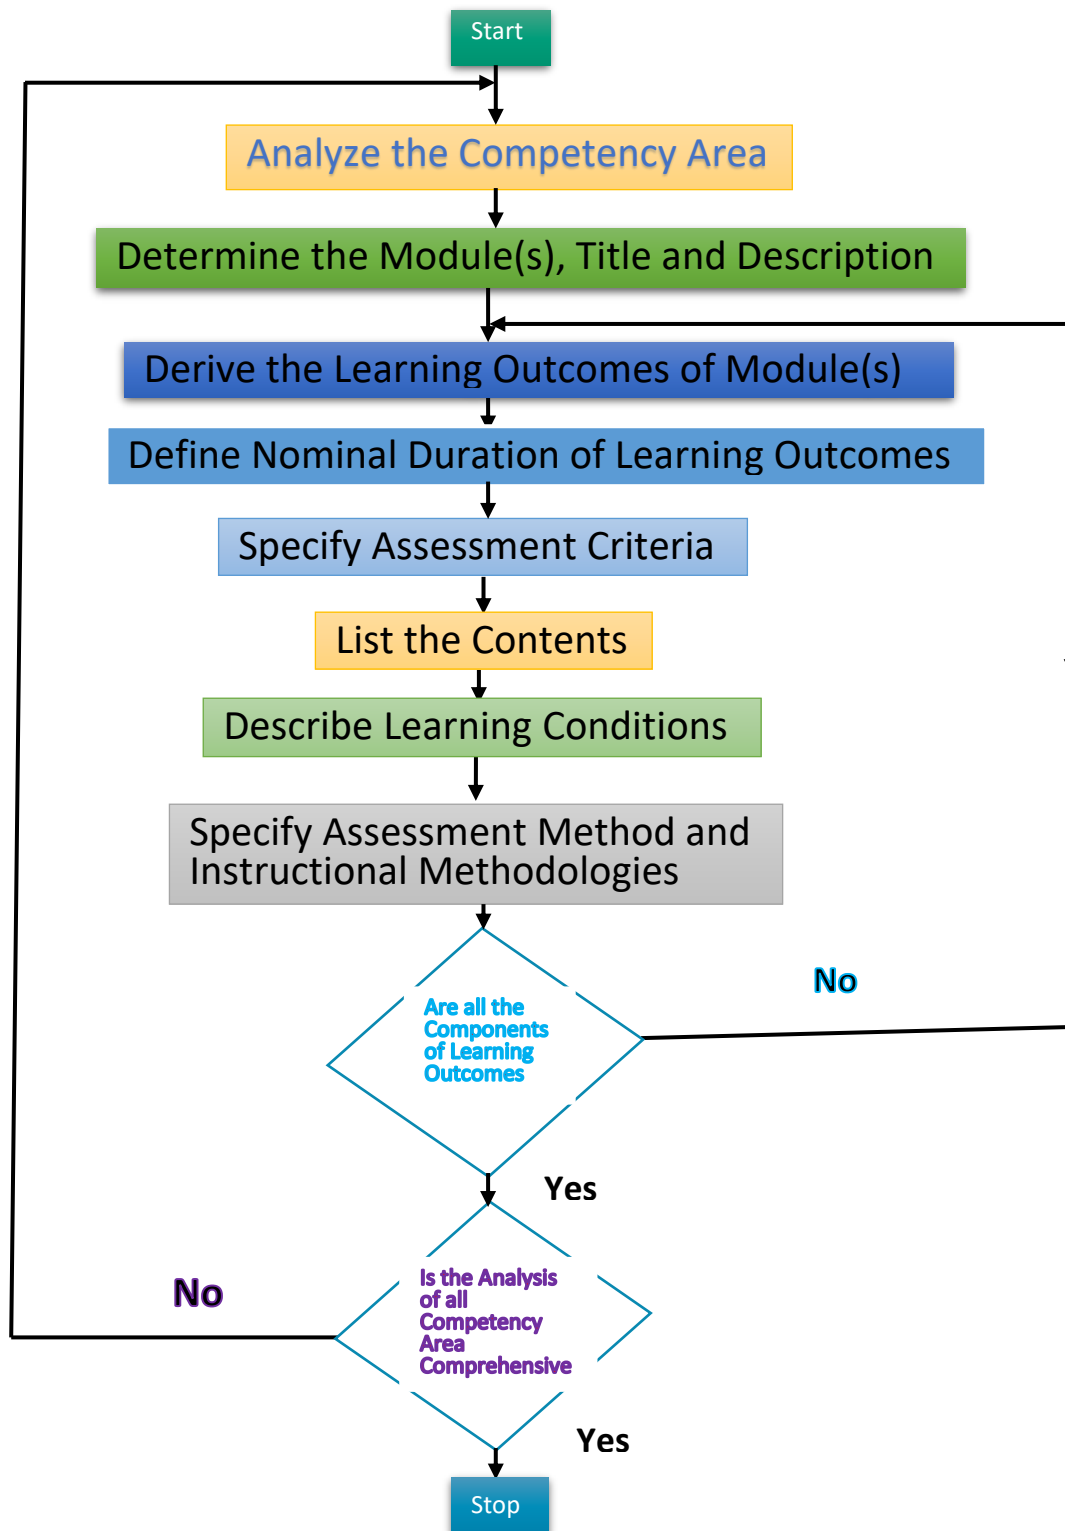 Start
Analyze the Competency Area
Determine the Module(s), Title and Description
Derive the Learning Outcomes of Module(s)
Define Nominal Duration of Learning Outcomes
Specify Assessment Criteria
List the Contents
Describe Learning Conditions
Specify Assessment Method and
Instructional Methodologies
Are all the
Components
of Learning
Outcomes
No
Yes
Is the Analysis
of all
Competency
Area
Comprehensive
No
Yes
Stop